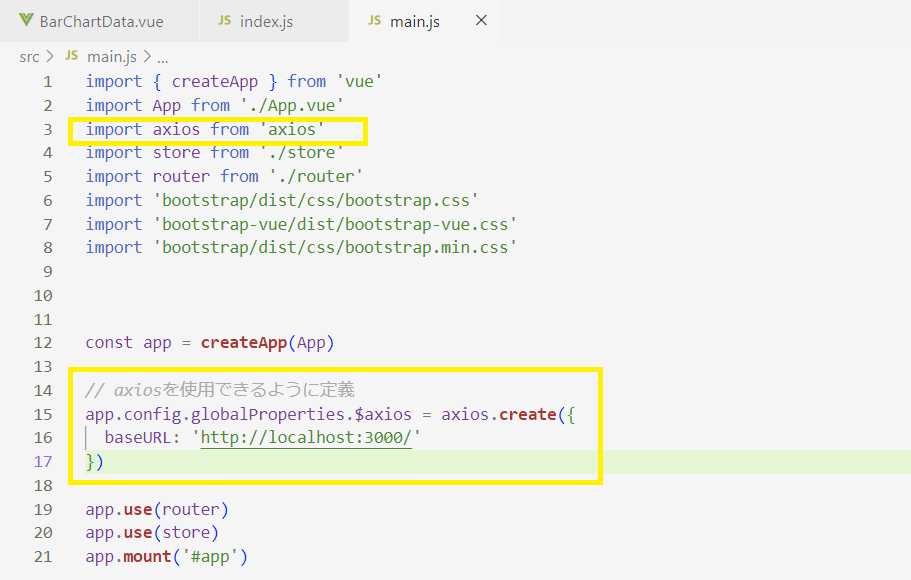 BarChartData.vue JS index.js JS main.js ×
src > JS main.js > ...
1 import { createApp } from 'vue'
2 import App from './App.vue'
3 import axios from 'axios'
4 import store from './store'
5 import router from './router'
6 import 'bootstrap/dist/css/bootstrap.css'
7 import 'bootstrap-vue/dist/bootstrap-vue.css'
8 import 'bootstrap/dist/css/bootstrap.min.css'
9
10
11
12 const app = createApp(App)
13
14 // axiosを使用できるように定義
15 app.config.globalProperties.$axios = axios.create({
16 baseURL: 'http://localhost:3000/'
17 })
18
19 app.use(router)
20 app.use(store)
21 app.mount('#app')